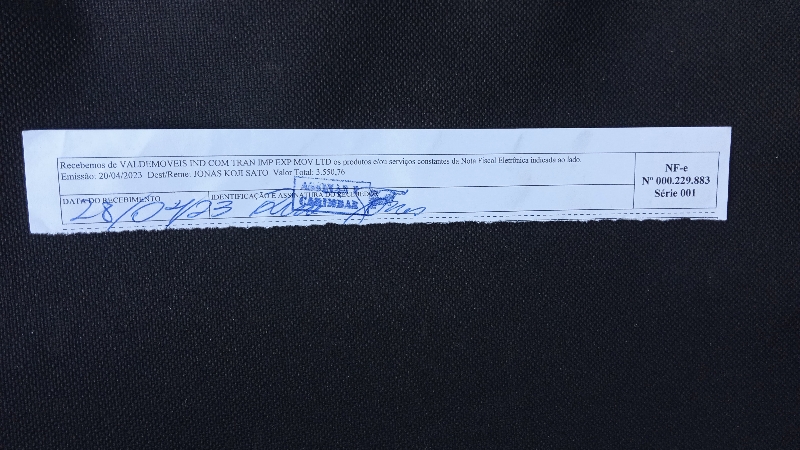 Recebemos de VALDEMOVEIS IND COM TRAN IMP EXP MOV LTD os produtos e/ou serviços constantes da Nota Fiscal Eletrônica indicada ao lado.
Emissão: 20/04/2023 Dest/Reme: JONAS KOJI SATO Valor Total: 3.550,76
NF-e
Nº 000.229.883
Série 001
DATA DO RECEBIMENTO
IDENTIFICAÇÃO E ASSINATURA DO RECEBEDOR
ASSINAR E
CARIMBAR
28/04/23